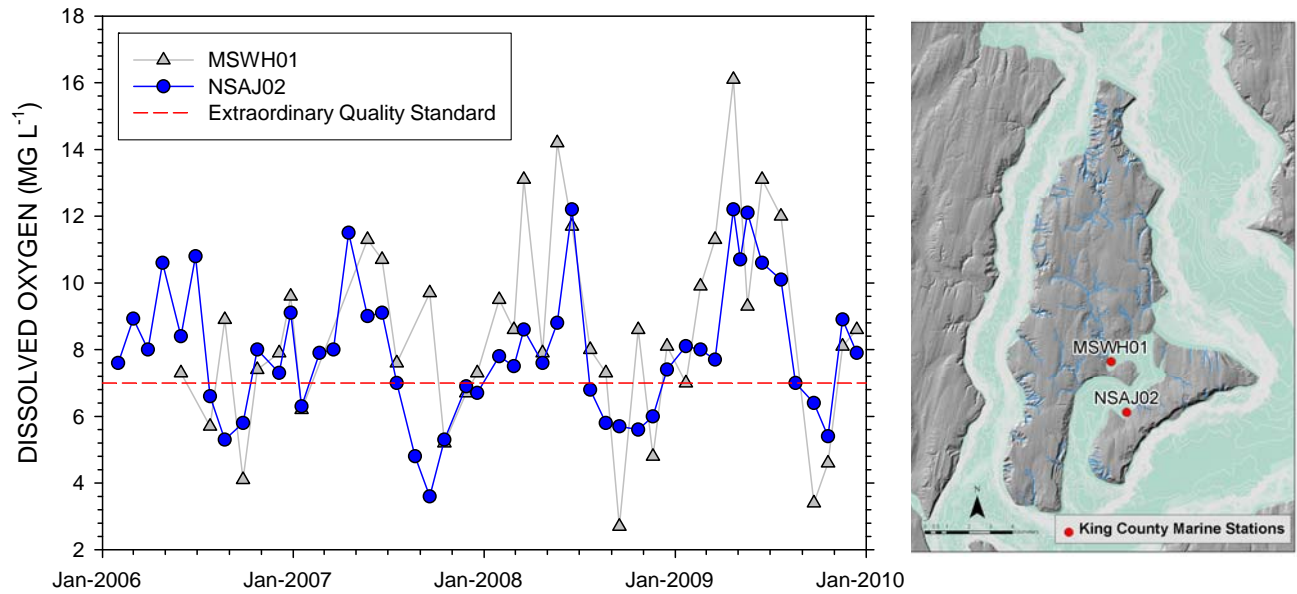 DISSOLVED OXYGEN (MG L-1)
18
16
14
12
10
8
6
4
2
MSWH01
NSAJ02
Extraordinary Quality Standard
Jan-2006
Jan-2007
Jan-2008
Jan-2009
Jan-2010
MSWH01
NSAJ02
N
King County Marine Stations